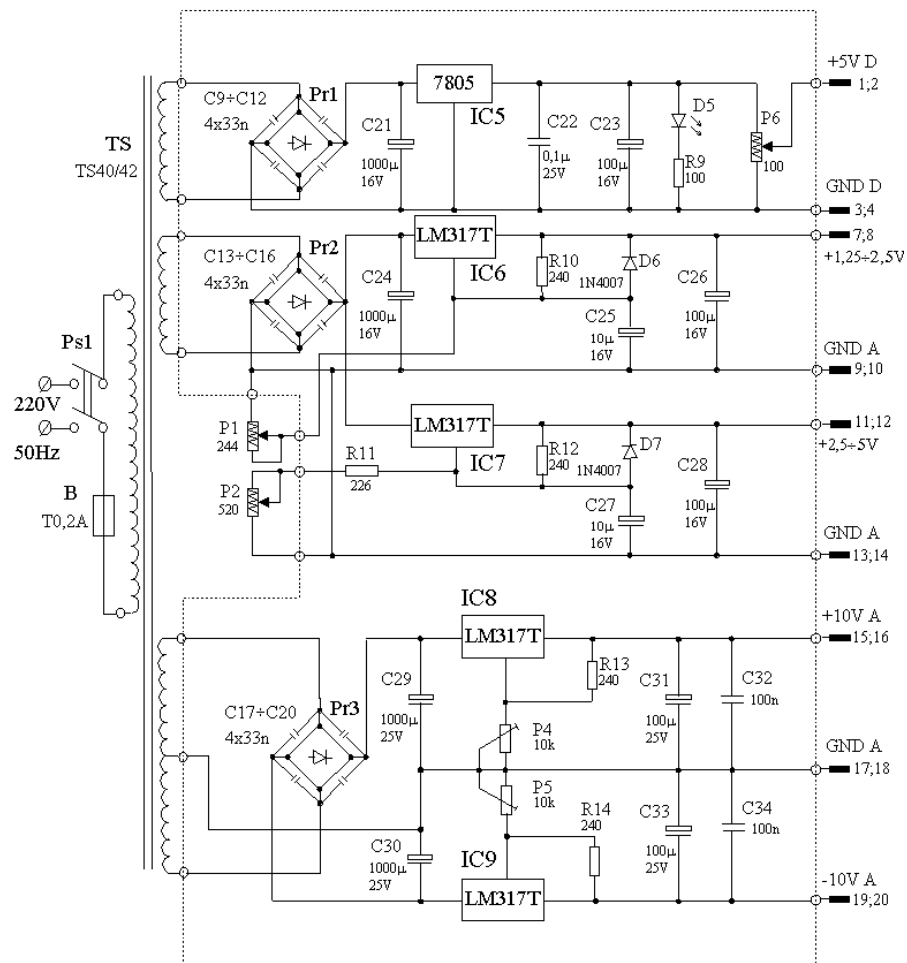 TS
TS40/42
Ps1
220V
50Hz
B
T0,2A
C9÷C12
4x33n
Pr1
C21
1000µ
16V
7805
IC5
C22
0,1µ
25V
C23
100µ
16V
D5
R9
100
P6
100
+5V D
1;2
GND D
3;4
C13÷C16
4x33n
Pr2
C24
1000µ
16V
LM317T
IC6
R10
240
D6
1N4007
C25
10µ
16V
C26
100µ
16V
7;8
+1,25÷2,5V
GND A
9;10
P1
244
P2
520
R11
226
LM317T
IC7
R12
240
D7
1N4007
C27
10µ
16V
C28
100µ
16V
11;12
+2,5÷5V
GND A
13;14
C17÷C20
4x33n
Pr3
C29
1000µ
25V
C30
1000µ
25V
IC8
LM317T
R13
240
P4
10k
P5
10k
R14
240
IC9
LM317T
C31
100µ
25V
C32
100n
C33
100µ
25V
C34
100n
+10V A
15;16
GND A
17;18
-10V A
19;20